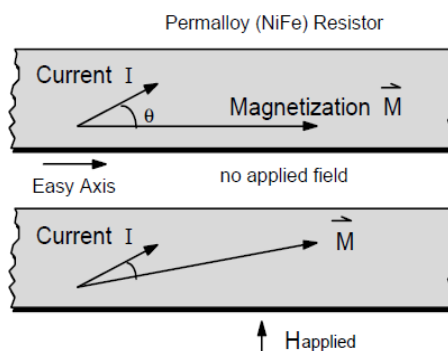 Permalloy (NiFe) Resistor
Current I
θ
Magnetization M
Easy Axis
no applied field
Current I
M
Happlied